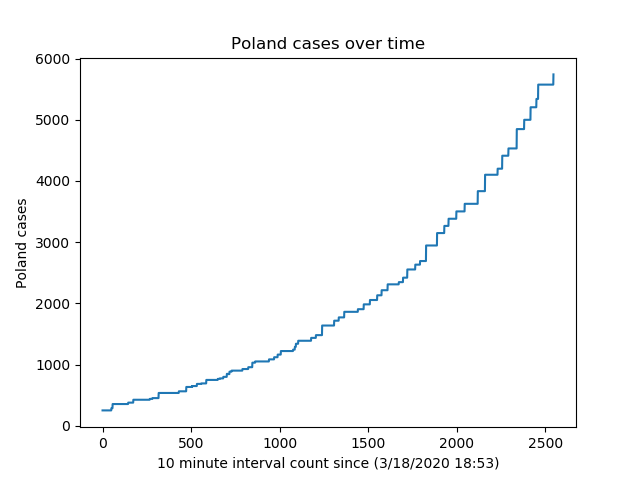 Poland cases over time
6000
5000
4000
3000
2000
1000
0
Poland cases
0 500 1000 1500 2000 2500
10 minute interval count since (3/18/2020 18:53)